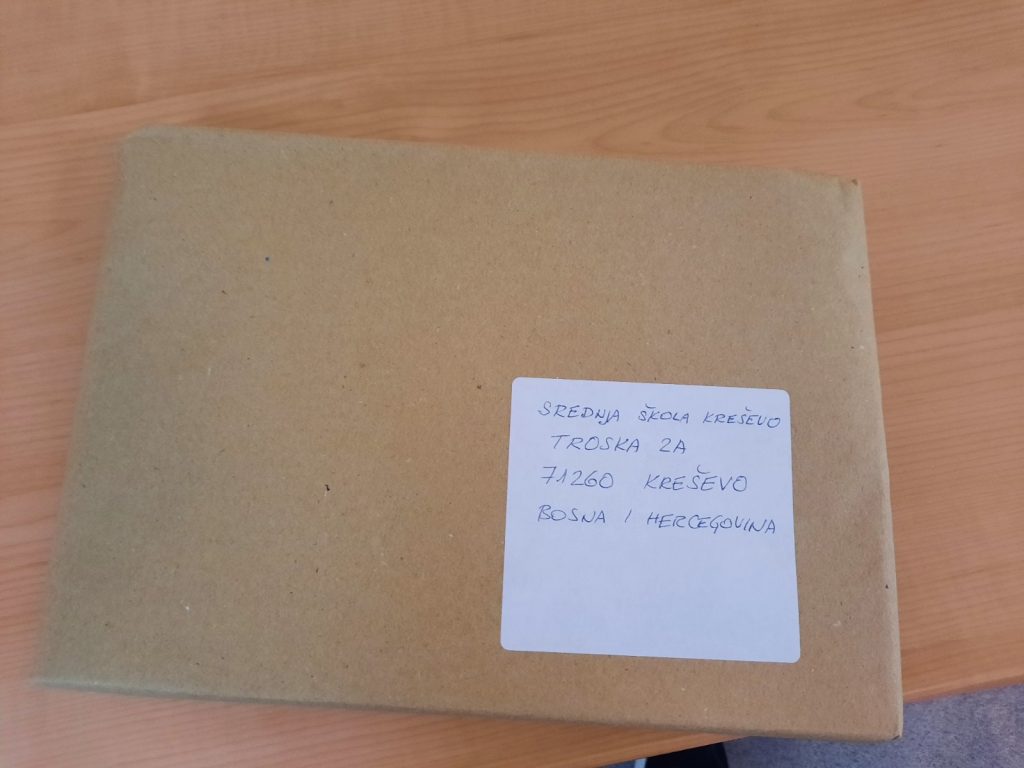 SREDNJA ŠKOLA KREŠEVO
TROSKA 2A
71260 KREŠEVO
BOSNA I HERCEGOVINA